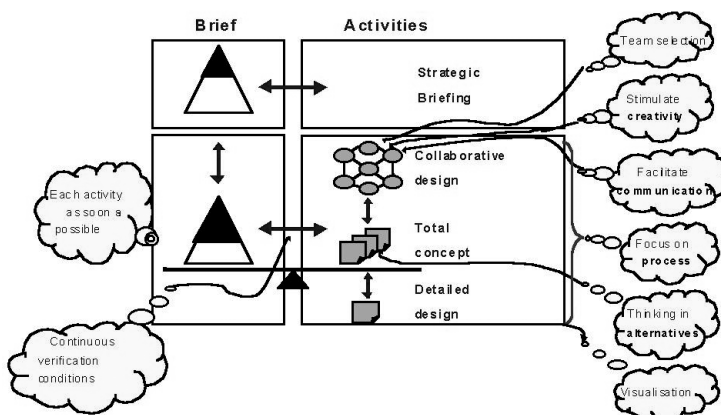 Brief
Activities
Strategic
Briefing
Collaborative
design
Total
concept
Detailed
design
Each activity
as soon a
possible
Continuous
verification
conditions
Team selection
Stimulate
creativity
Facilitate
communication
Focus on
process
Thinking in
alternatives
Visualisation